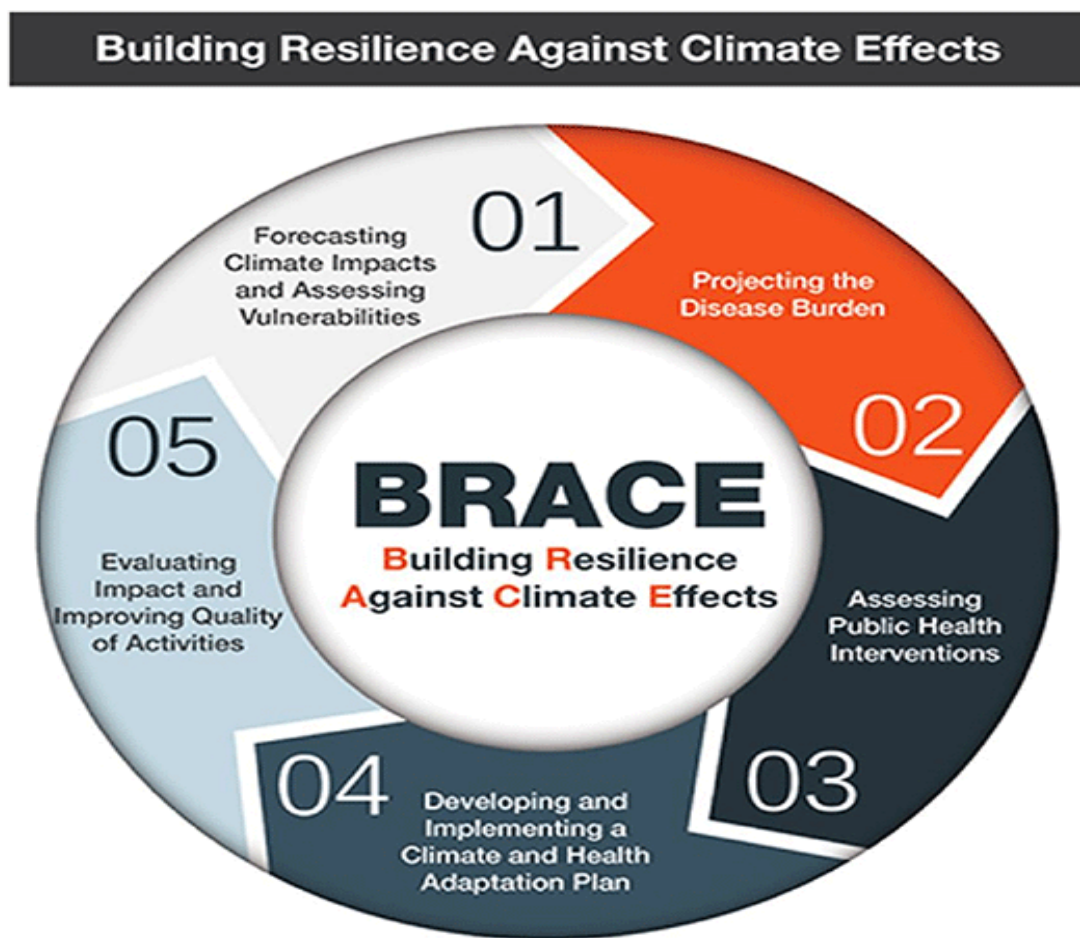 Building Resilience Against Climate Effects
01
Forecasting
Climate Impacts
and Assessing
Vulnerabilities
Projecting the
Disease Burden
02
Assessing
Public Health
Interventions
03
04
Developing and
Implementing a
Climate and Health
Adaptation Plan
05
Evaluating
Impact and
Improving Quality
of Activities
BRACE
Building Resilience
Against Climate Effects